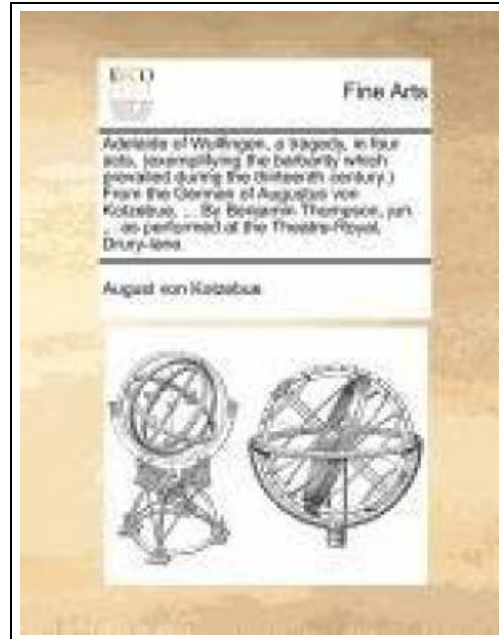 ECCO
Fine Arts
Adelaide of Wulfingen, a tragedy, in four
acts, (exemplifying the barbarity which
prevailed during the thirteenth century.)
From the German of Augustus von
Kotzebue, ... By Benjamin Thompson, jun.
... as performed at the Theatre-Royal,
Drury-lane.
August von Kotzebue